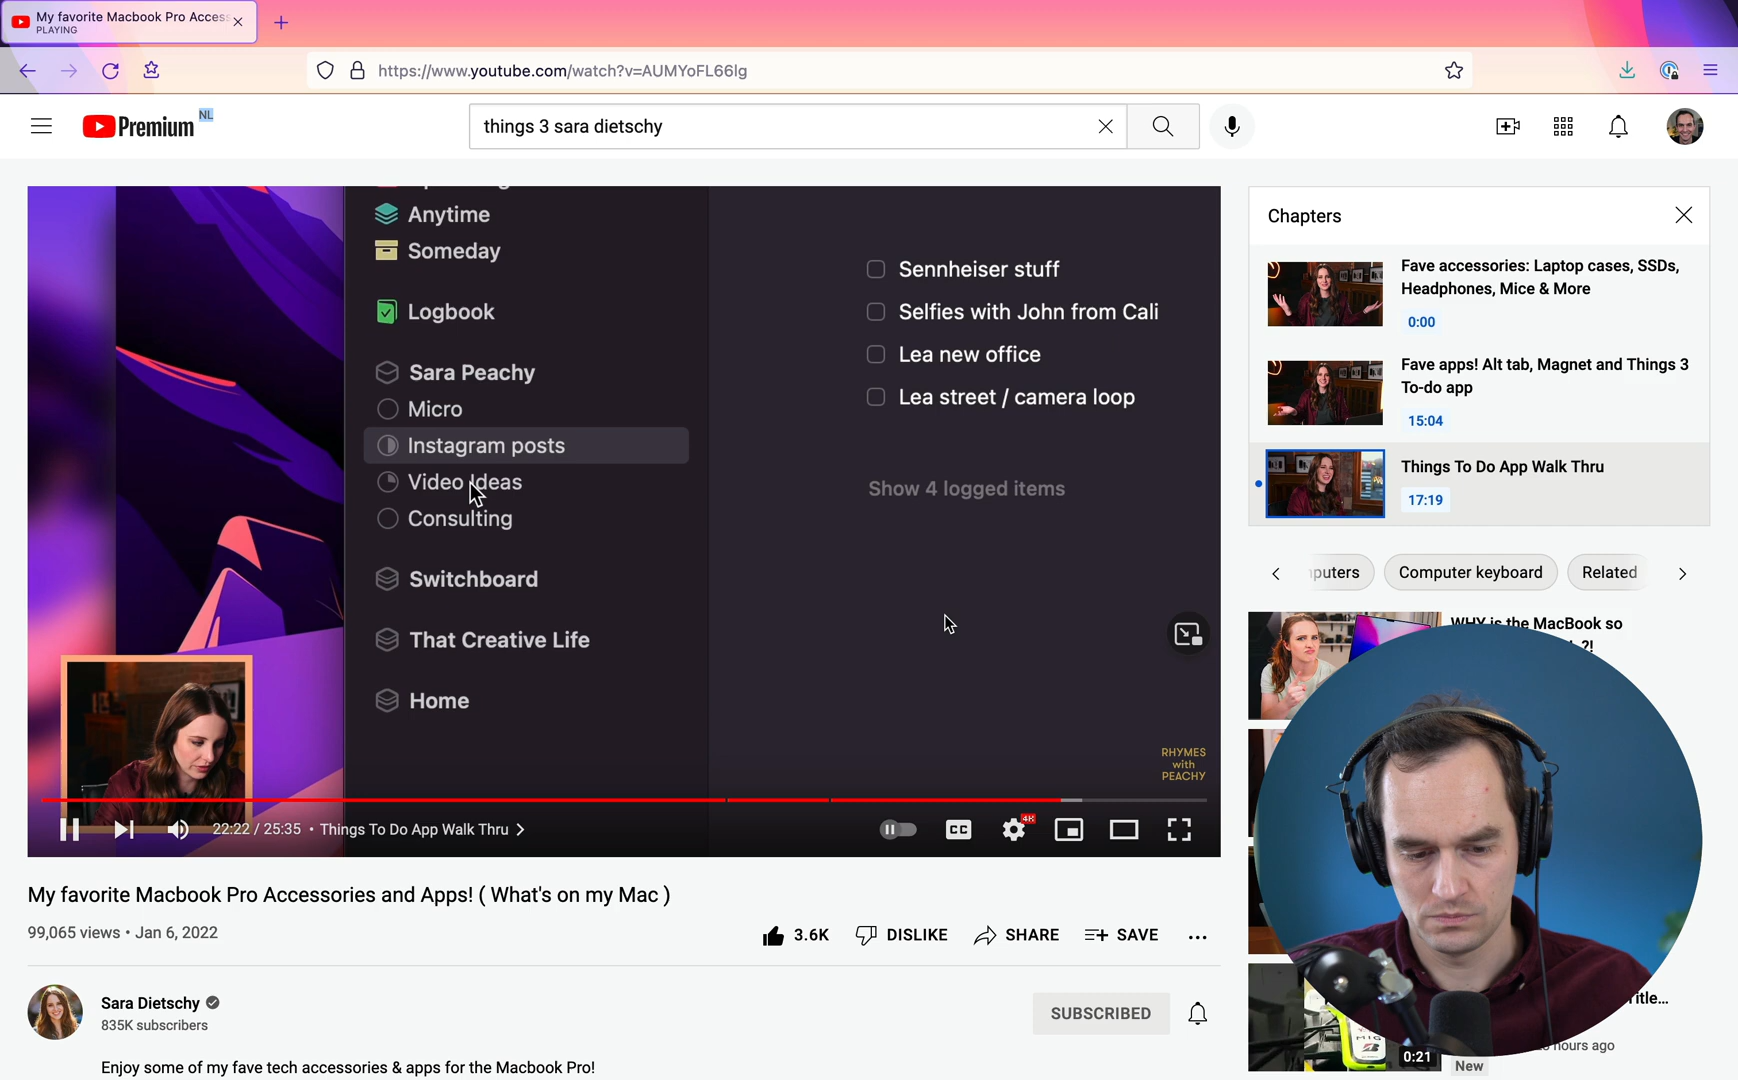 My favorite Macbook Pro Acces
PLAYING
https://www.youtube.com/watch?v=AUMYoFL66lg
Premium NL
things 3 sara dietschy
Anytime
Someday
Logbook
Sara Peachy
Micro
Instagram posts
Video Ideas
Consulting
Switchboard
That Creative Life
Home
Sennheiser stuff
Selfies with John from Cali
Lea new office
Lea street / camera loop
Show 4 logged items
RHYMES
with
PEACHY
22:22 / 25:35 • Things To Do App Walk Thru
CC
4K
My favorite Macbook Pro Accessories and Apps! ( What's on my Mac )
99,065 views • Jan 6, 2022
3.6K DISLIKE SHARE SAVE
Sara Dietschy
835K subscribers
SUBSCRIBED
Enjoy some of my fave tech accessories & apps for the Macbook Pro!
Chapters
Fave accessories: Laptop cases, SSDs,
Headphones, Mice & More
0:00
Fave apps! Alt tab, Magnet and Things 3
To-do app
15:04
Things To Do App Walk Thru
17:19
puters Computer keyboard Related
WHY is the MacBook so
?!
itle...
hours ago
0:21
New